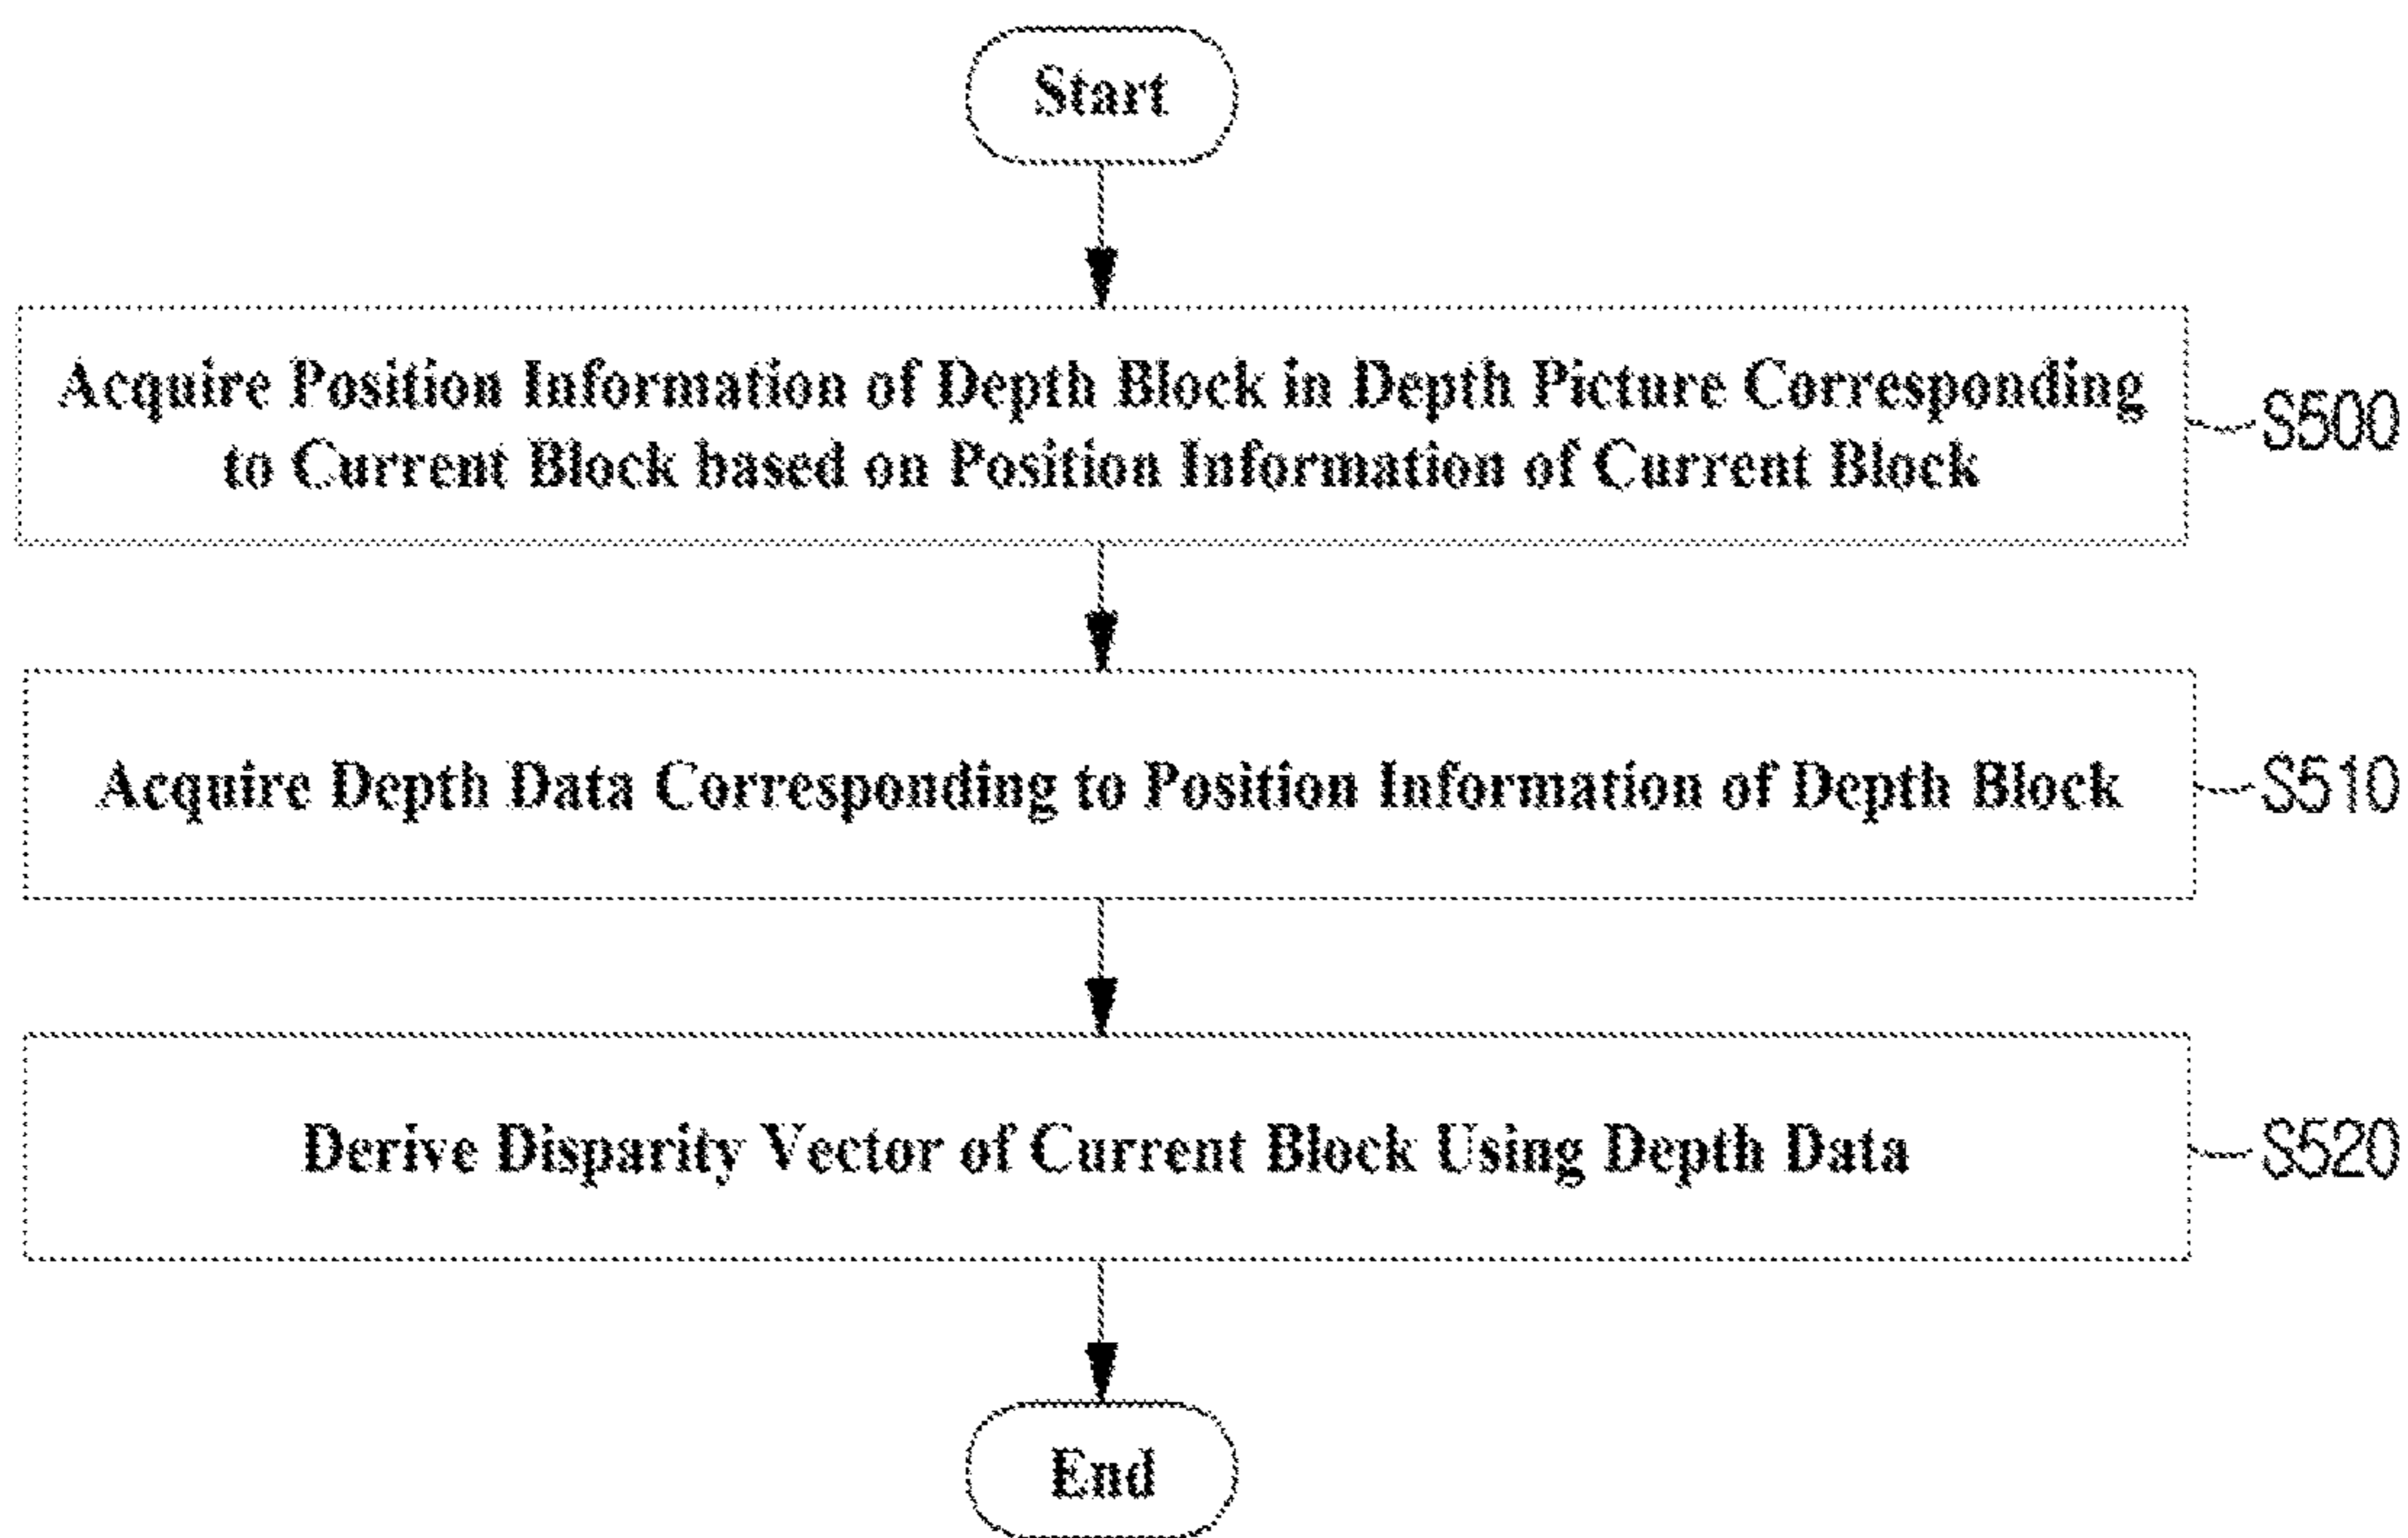 Start
Acquire Position Information of Depth Block in Depth Picture Corresponding
to Current Block based on Position Information of Current Block
S500
Acquire Depth Data Corresponding to Position Information of Depth Block
S510
Derive Disparity Vector of Current Block Using Depth Data
S520
End